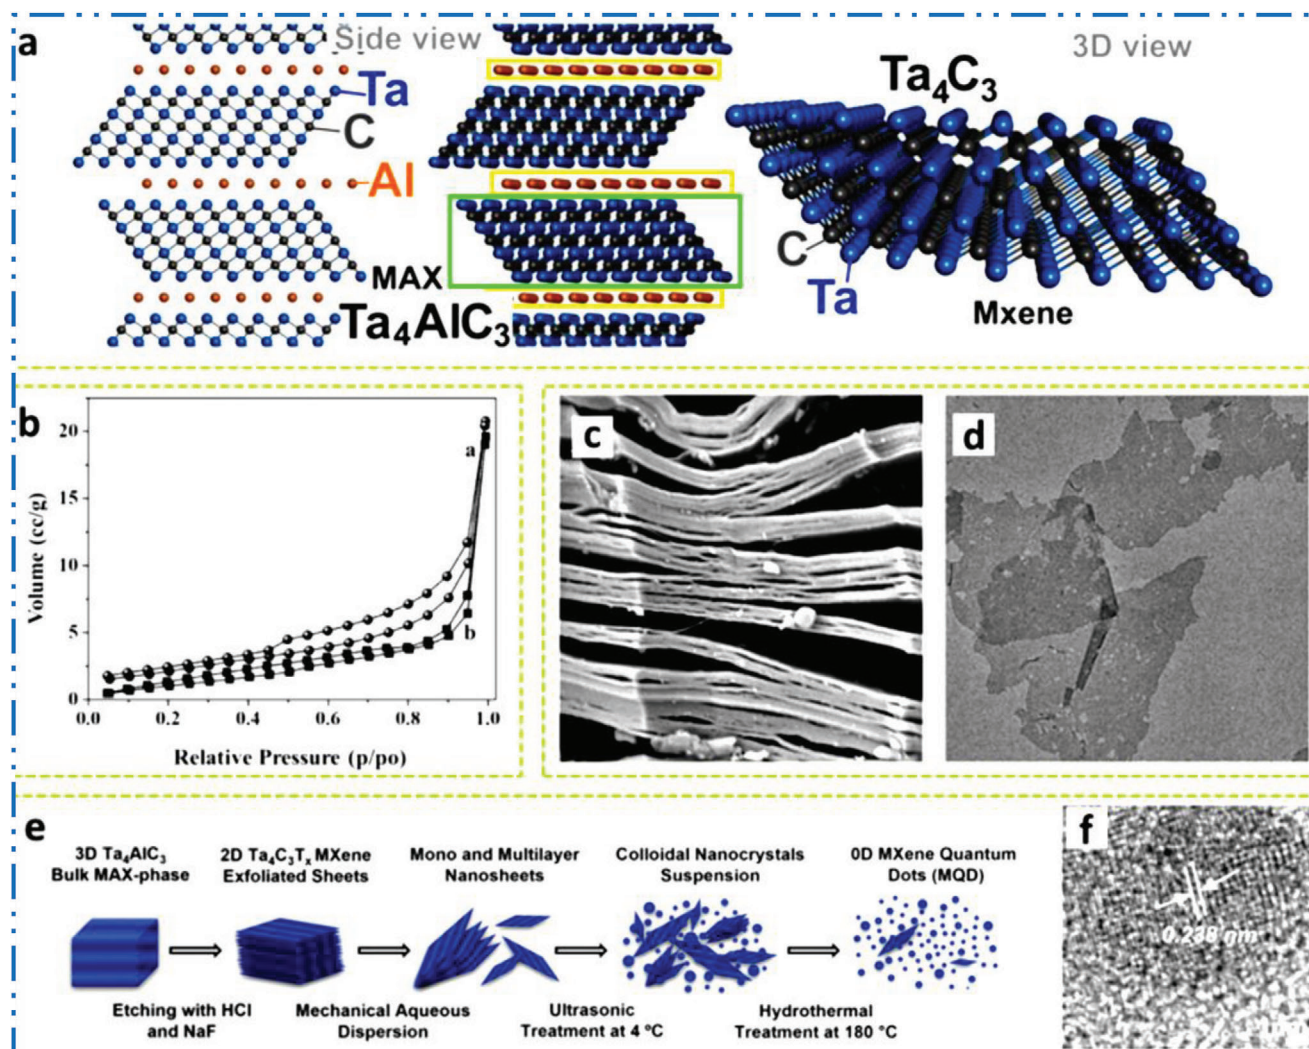 a
Side view
3D view
Ta
C
Al
MAX
Ta₄AlC₃
Ta₄C₃
C
Ta
Mxene
b
20
15
10
5
0
Volume (cc/g)
a
b
0.0 0.2 0.4 0.6 0.8 1.0
Relative Pressure (p/po)
c
d
e
3D Ta₄AlC₃
Bulk MAX-phase
2D Ta₄C₃Tₓ MXene
Exfoliated Sheets
Mono and Multilayer
Nanosheets
Colloidal Nanocrystals
Suspension
0D MXene Quantum
Dots (MQD)
Etching with HCl
and NaF
Mechanical Aqueous
Dispersion
Ultrasonic
Treatment at 4 ºC
Hydrothermal
Treatment at 180 °C
f
0.238 nm